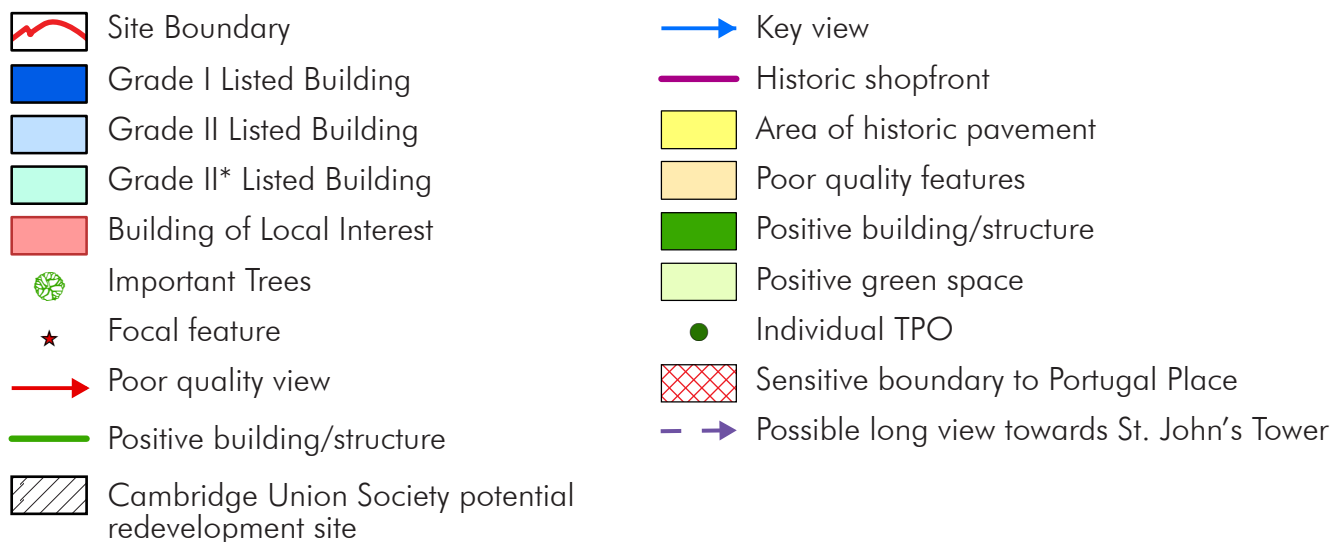 Site Boundary
Grade I Listed Building
Grade II Listed Building
Grade II* Listed Building
Building of Local Interest
Important Trees
Focal feature
Poor quality view
Positive building/structure
Cambridge Union Society potential
redevelopment site
Key view
Historic shopfront
Area of historic pavement
Poor quality features
Positive building/structure
Positive green space
Individual TPO
Sensitive boundary to Portugal Place
Possible long view towards St. John’s Tower